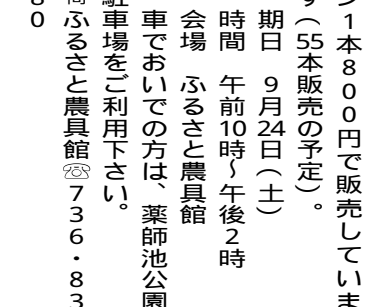 ン1本800円で販売していま
す（55本販売の予定）。
期日　9月24日（土）
時間　午前10時～午後2時
会場　ふるさと農具館
車でおいでの方は、薬師池公園
駐車場をご利用下さい。
ふるさと農具館☎736・83
80